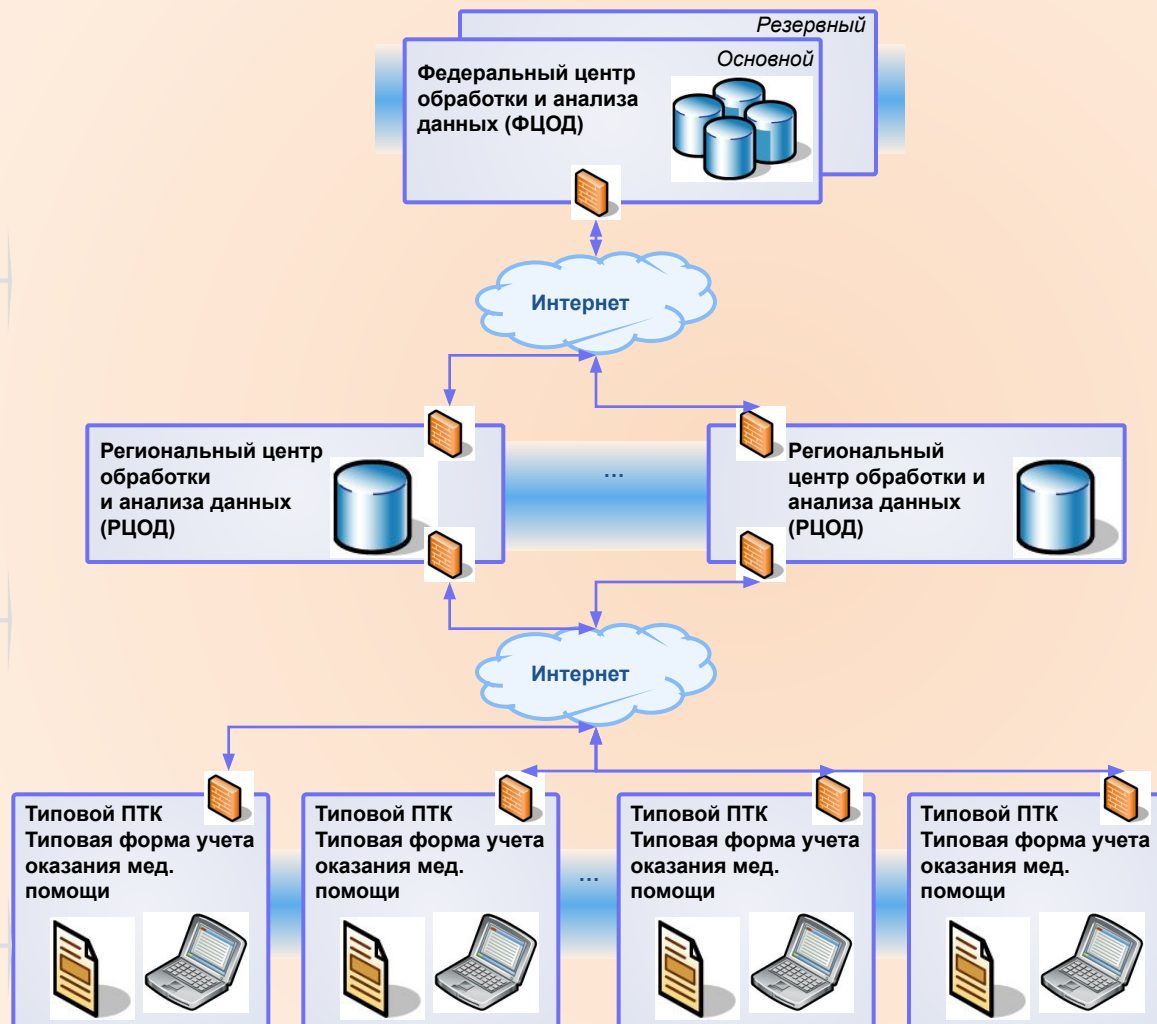 Резервный
Основной
Федеральный центр
обработки и анализа
данных (ФЦОД)
Интернет
Региональный центр
обработки
и анализа данных
(РЦОД)
...
Региональный
центр обработки и
анализа данных
(РЦОД)
Интернет
Типовой ПТК
Типовая форма учета
оказания мед.
помощи
Типовой ПТК
Типовая форма учета
оказания мед.
помощи
...
Типовой ПТК
Типовая форма учета
оказания мед.
помощи
Типовой ПТК
Типовая форма учета
оказания мед.
помощи